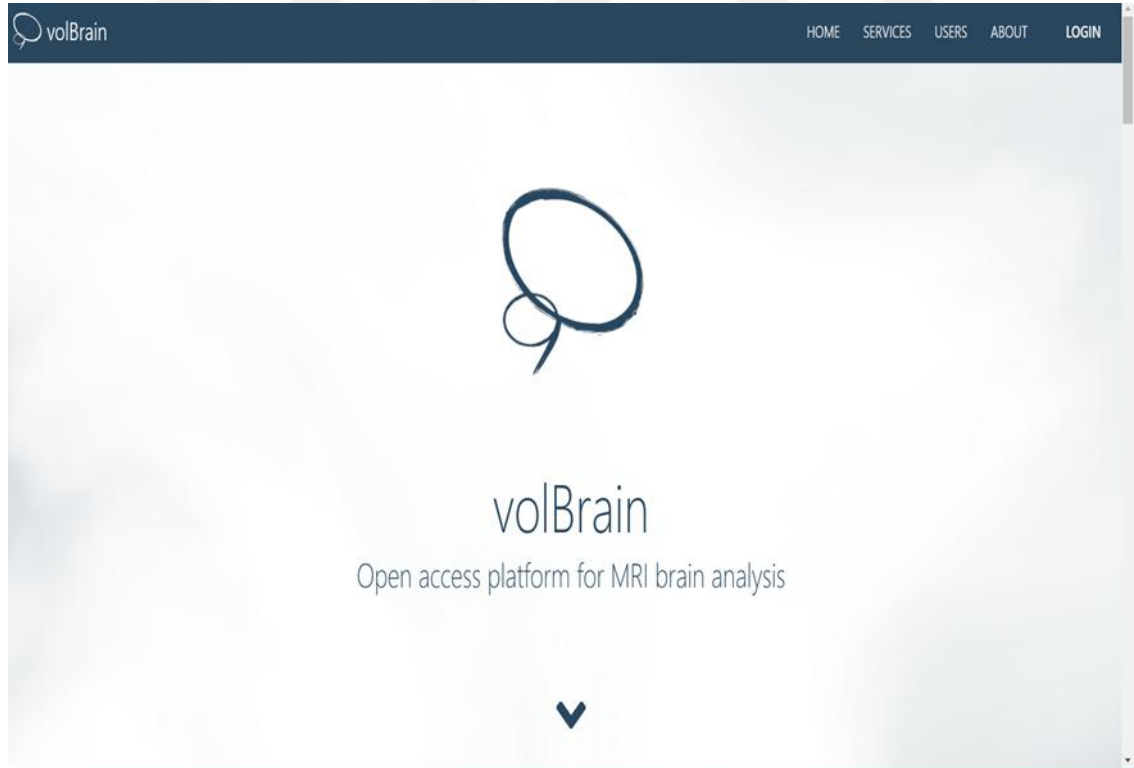 volBrain HOME SERVICES USERS ABOUT LOGIN
volBrain
Open access platform for MRI brain analysis